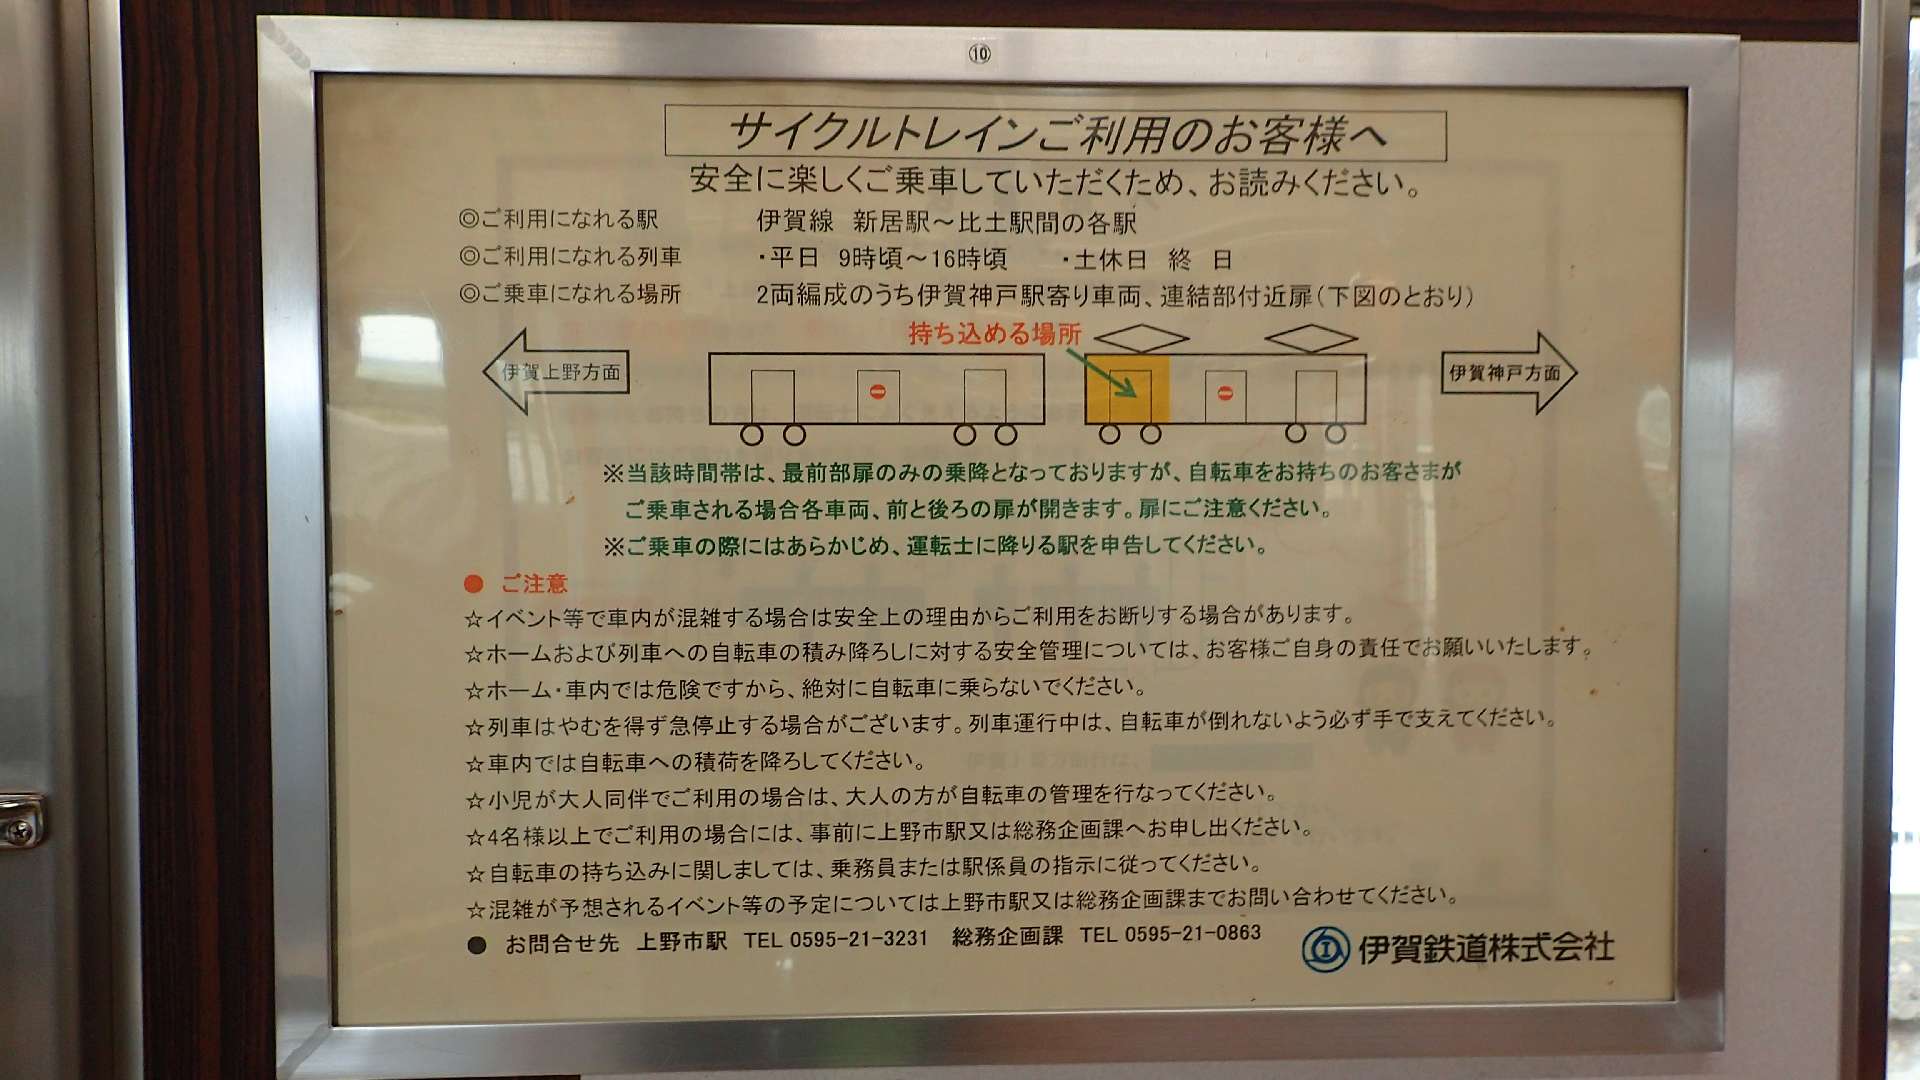 ⑩
サイクルトレインご利用のお客様へ
安全に楽しくご乗車していただくため、お読みください。
◎ご利用になれる駅 伊賀線 新居駅～比土駅間の各駅
◎ご利用になれる列車 ・平日 9時頃～16時頃 ・土休日 終 日
◎ご乗車になれる場所 2両編成のうち伊賀神戸駅寄り車両、連結部付近扉（下図のとおり）
持ち込める場所
伊賀上野方面
伊賀神戸方面
※当該時間帯は、最前部扉のみの乗降となっておりますが、自転車をお持ちのお客さまが
ご乗車される場合各車両、前と後ろの扉が開きます。扉にご注意ください。
※ご乗車の際にはあらかじめ、運転士に降りる駅を申告してください。
● ご注意
☆イベント等で車内が混雑する場合は安全上の理由からご利用をお断りする場合があります。
☆ホームおよび列車への自転車の積み降ろしに対する安全管理については、お客様ご自身の責任でお願いいたします。
☆ホーム・車内では危険ですから、絶対に自転車に乗らないでください。
☆列車はやむを得ず急停止する場合がございます。列車運行中は、自転車が倒れないよう必ず手で支えてください。
☆車内では自転車への積荷を降ろしてください。
☆小児が大人同伴でご利用の場合は、大人の方が自転車の管理を行なってください。
☆4名様以上でご利用の場合には、事前に上野市駅又は総務企画課へお申し出ください。
☆自転車の持ち込みに関しましては、乗務員または駅係員の指示に従ってください。
☆混雑が予想されるイベント等の予定については上野市駅又は総務企画課までお問い合わせてください。
● お問合せ先 上野市駅 TEL 0595-21-3231 総務企画課 TEL 0595-21-0863
伊賀鉄道株式会社